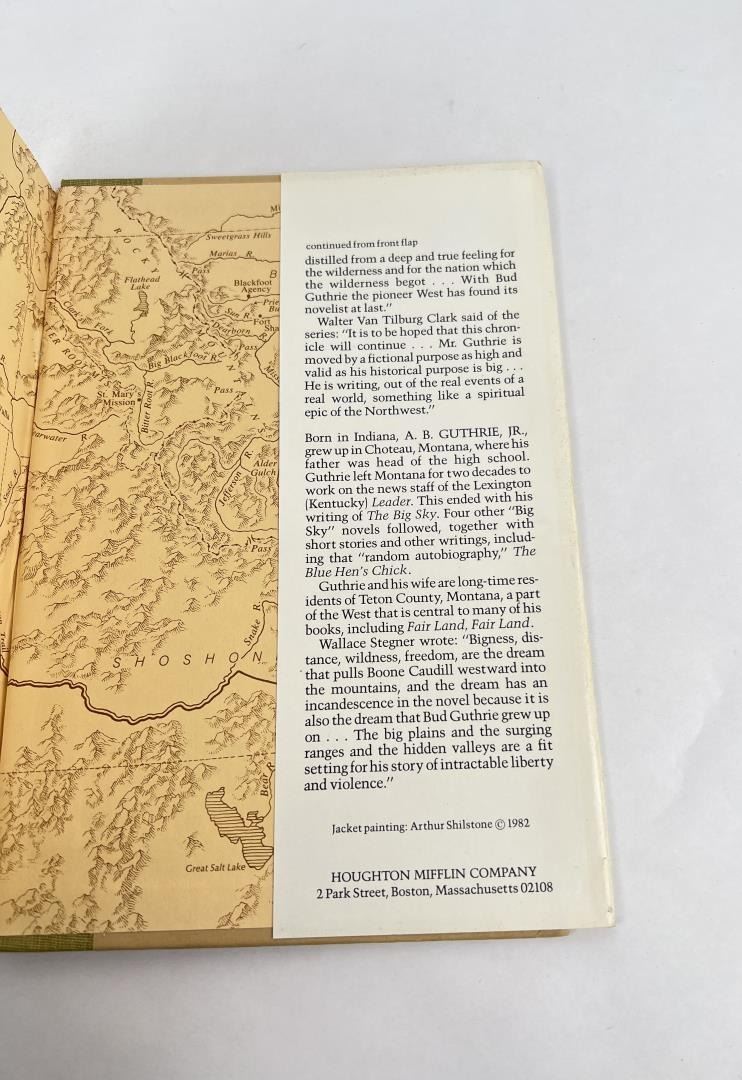 Sweetgrass Hills
Marias R.
Pass
Flathead
Lake
Blackfoot
Agency
Sun R.
Dearborn
Fort
Pass
Big Blackfoot R.
St. Mary's
Mission
Bitter Root R.
Pass
Alder
Gulch
Jefferson R
Pass
Snake R
SHOSHON
Bear R
Great Salt Lake
continued from front flap
distilled from a deep and true feeling for
the wilderness and for the nation which
the wilderness begot . . . With Bud
Guthrie the pioneer West has found its
novelist at last."
Walter Van Tilburg Clark said of the
series: "It is to be hoped that this chron-
icle will continue . . . Mr. Guthrie is
moved by a fictional purpose as high and
valid as his historical purpose is big . . .
He is writing, out of the real events of a
real world, something like a spiritual
epic of the Northwest."
Born in Indiana, A. B. GUTHRIE, JR.,
grew up in Choteau, Montana, where his
father was head of the high school.
Guthrie left Montana for two decades to
work on the news staff of the Lexington
(Kentucky) Leader. This ended with his
writing of The Big Sky. Four other "Big
Sky" novels followed, together with
short stories and other writings, includ-
ing that "random autobiography," The
Blue Hen's Chick.
Guthrie and his wife are long-time res-
idents of Teton County, Montana, a part
of the West that is central to many of his
books, including Fair Land, Fair Land.
Wallace Stegner wrote: "Bigness, dis-
tance, wildness, freedom, are the dream
that pulls Boone Caudill westward into
the mountains, and the dream has an
incandescence in the novel because it is
also the dream that Bud Guthrie grew up
on . . . The big plains and the surging
ranges and the hidden valleys are a fit
setting for his story of intractable liberty
and violence."
Jacket painting: Arthur Shilstone © 1982
HOUGHTON MIFFLIN COMPANY
2 Park Street, Boston, Massachusetts 02108